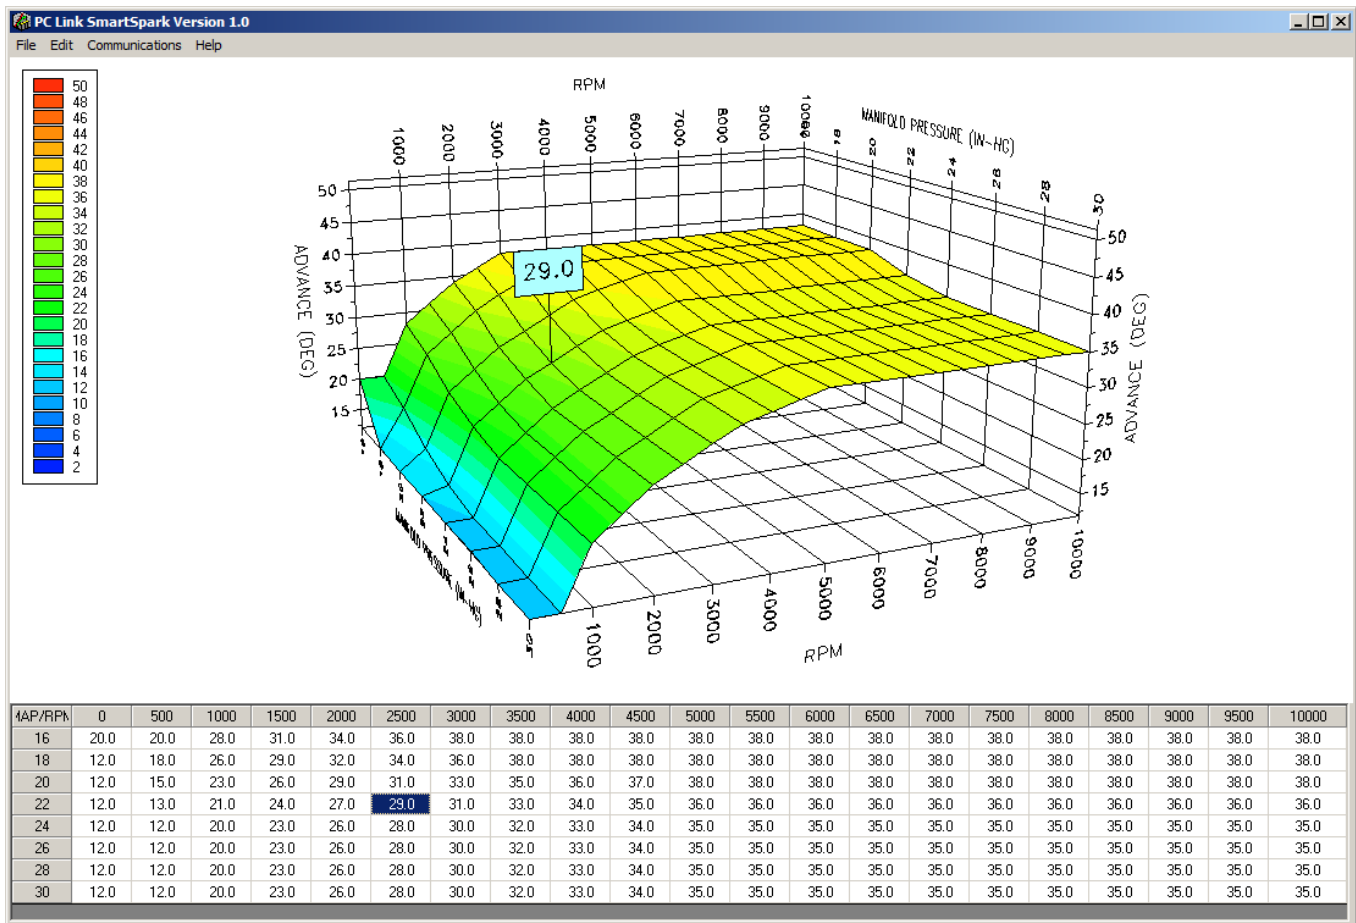 PC Link SmartSpark Version 1.0
File Edit Communications Help
50
48
46
44
42
40
38
36
34
32
30
28
26
24
22
20
18
16
14
12
10
8
6
4
2
RPM
1000 2000 3000 4000 5000 6000 7000 8000 9000 10000
MANIFOLD PRESSURE (IN-HG)
18 20 22 24 26 28 30
ADVANCE (DEG)
50
45
40
35
30
25
20
15
29.0
50
45
40
35
30
25
20
15
ADVANCE (DEG)
MANIFOLD PRESSURE (IN-HG)
1000 2000 3000 4000 5000 6000 7000 8000 9000 10000
RPM
MAP/RPM 0 500 1000 1500 2000 2500 3000 3500 4000 4500 5000 5500 6000 6500 7000 7500 8000 8500 9000 9500 10000
16 20.0 20.0 28.0 31.0 34.0 36.0 38.0 38.0 38.0 38.0 38.0 38.0 38.0 38.0 38.0 38.0 38.0 38.0 38.0 38.0 38.0
18 12.0 18.0 26.0 29.0 32.0 34.0 36.0 38.0 38.0 38.0 38.0 38.0 38.0 38.0 38.0 38.0 38.0 38.0 38.0 38.0 38.0
20 12.0 15.0 23.0 26.0 29.0 31.0 33.0 35.0 36.0 37.0 38.0 38.0 38.0 38.0 38.0 38.0 38.0 38.0 38.0 38.0 38.0
22 12.0 13.0 21.0 24.0 27.0 29.0 31.0 33.0 34.0 35.0 36.0 36.0 36.0 36.0 36.0 36.0 36.0 36.0 36.0 36.0 36.0
24 12.0 12.0 20.0 23.0 26.0 28.0 30.0 32.0 33.0 34.0 35.0 35.0 35.0 35.0 35.0 35.0 35.0 35.0 35.0 35.0 35.0
26 12.0 12.0 20.0 23.0 26.0 28.0 30.0 32.0 33.0 34.0 35.0 35.0 35.0 35.0 35.0 35.0 35.0 35.0 35.0 35.0 35.0
28 12.0 12.0 20.0 23.0 26.0 28.0 30.0 32.0 33.0 34.0 35.0 35.0 35.0 35.0 35.0 35.0 35.0 35.0 35.0 35.0 35.0
30 12.0 12.0 20.0 23.0 26.0 28.0 30.0 32.0 33.0 34.0 35.0 35.0 35.0 35.0 35.0 35.0 35.0 35.0 35.0 35.0 35.0